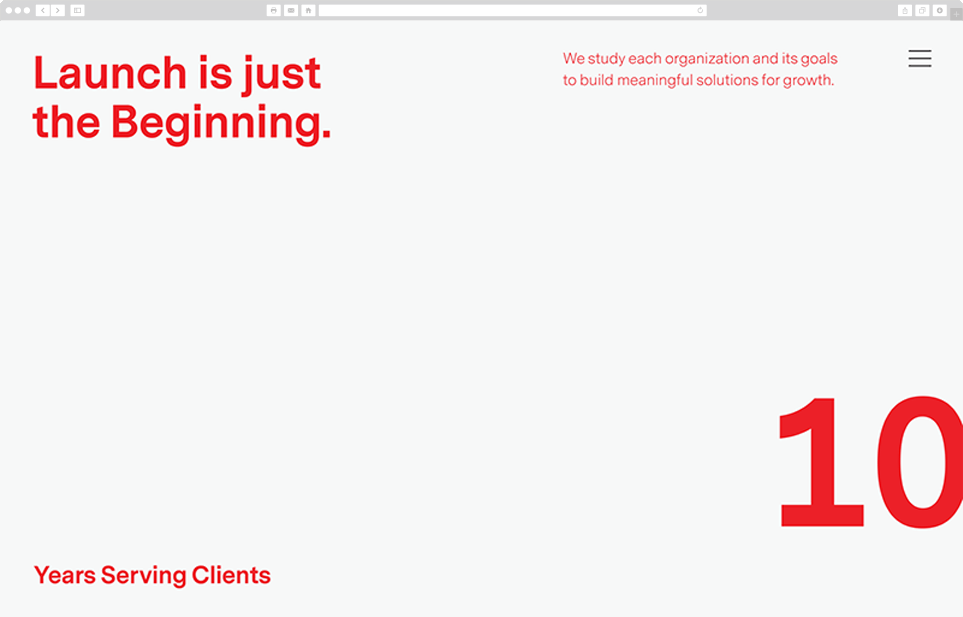 Launch is just
the Beginning.
We study each organization and its goals
to build meaningful solutions for growth.
10
Years Serving Clients